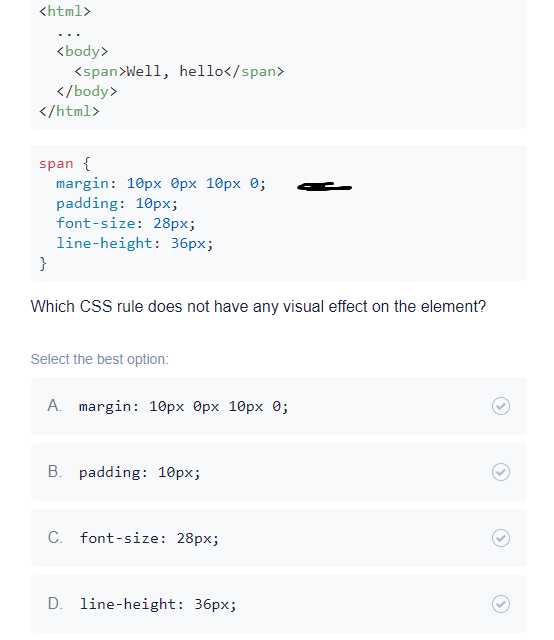 <html>
...
<body>
<span>Well, hello</span>
</body>
</html>
span {
margin: 10px 0px 10px 0;
padding: 10px;
font-size: 28px;
line-height: 36px;
}
Which CSS rule does not have any visual effect on the element?
Select the best option:
A. margin: 10px 0px 10px 0;
B. padding: 10px;
C. font-size: 28px;
D. line-height: 36px;